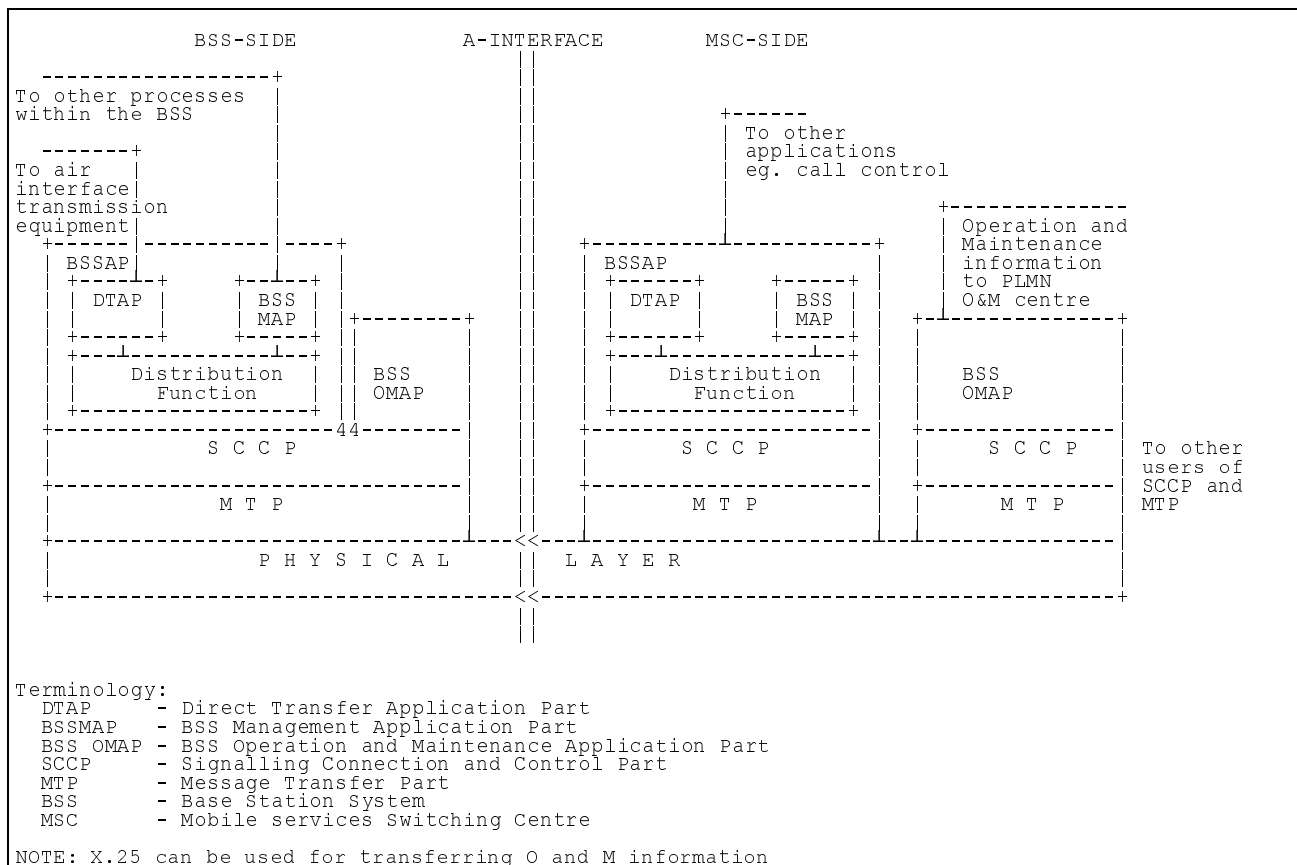 BSS-SIDE A-INTERFACE MSC-SIDE
To other processes
within the BSS
To other
applications
eg. call control
To air
interface
transmission
equipment
Operation and
Maintenance
information
to PLMN
O&M centre
BSSAP BSSAP
DTAP BSS DTAP BSS
MAP MAP
Distribution BSS Distribution BSS
Function OMAP Function OMAP
44
S C C P S C C P S C C P
To other
users of
SCCP and
MTP
M T P M T P M T P
<<
P H Y S I C A L L A Y E R
<<
Terminology:
DTAP - Direct Transfer Application Part
BSSMAP - BSS Management Application Part
BSS OMAP - BSS Operation and Maintenance Application Part
SCCP - Signalling Connection and Control Part
MTP - Message Transfer Part
BSS - Base Station System
MSC - Mobile services Switching Centre
NOTE: X.25 can be used for transferring O and M information